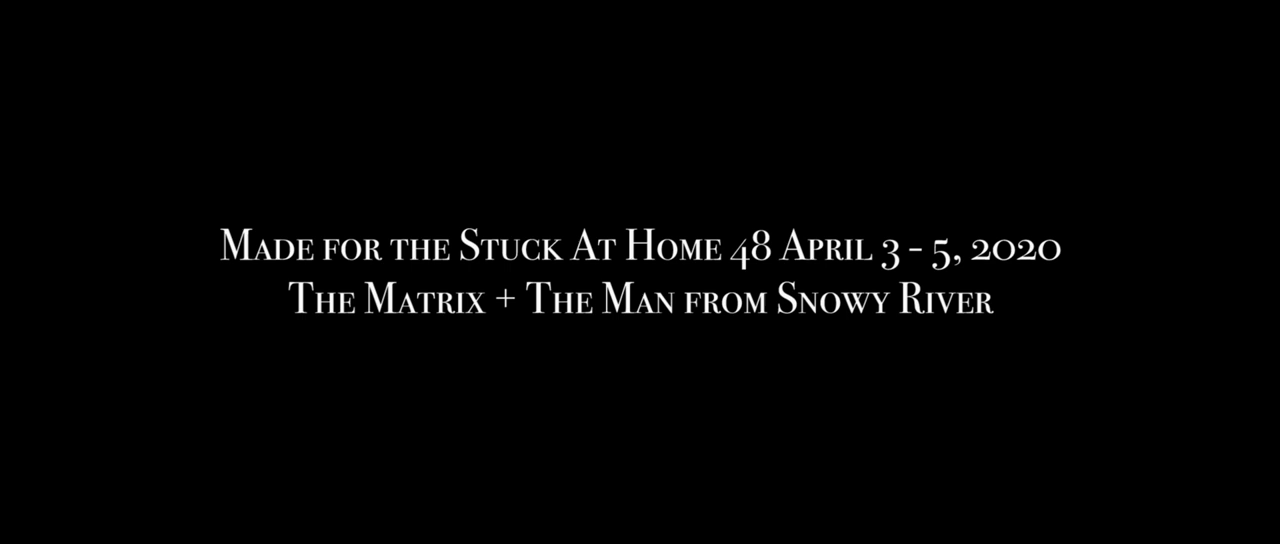 Made for the Stuck At Home 48 April 3 - 5, 2020
The Matrix + The Man from Snowy River